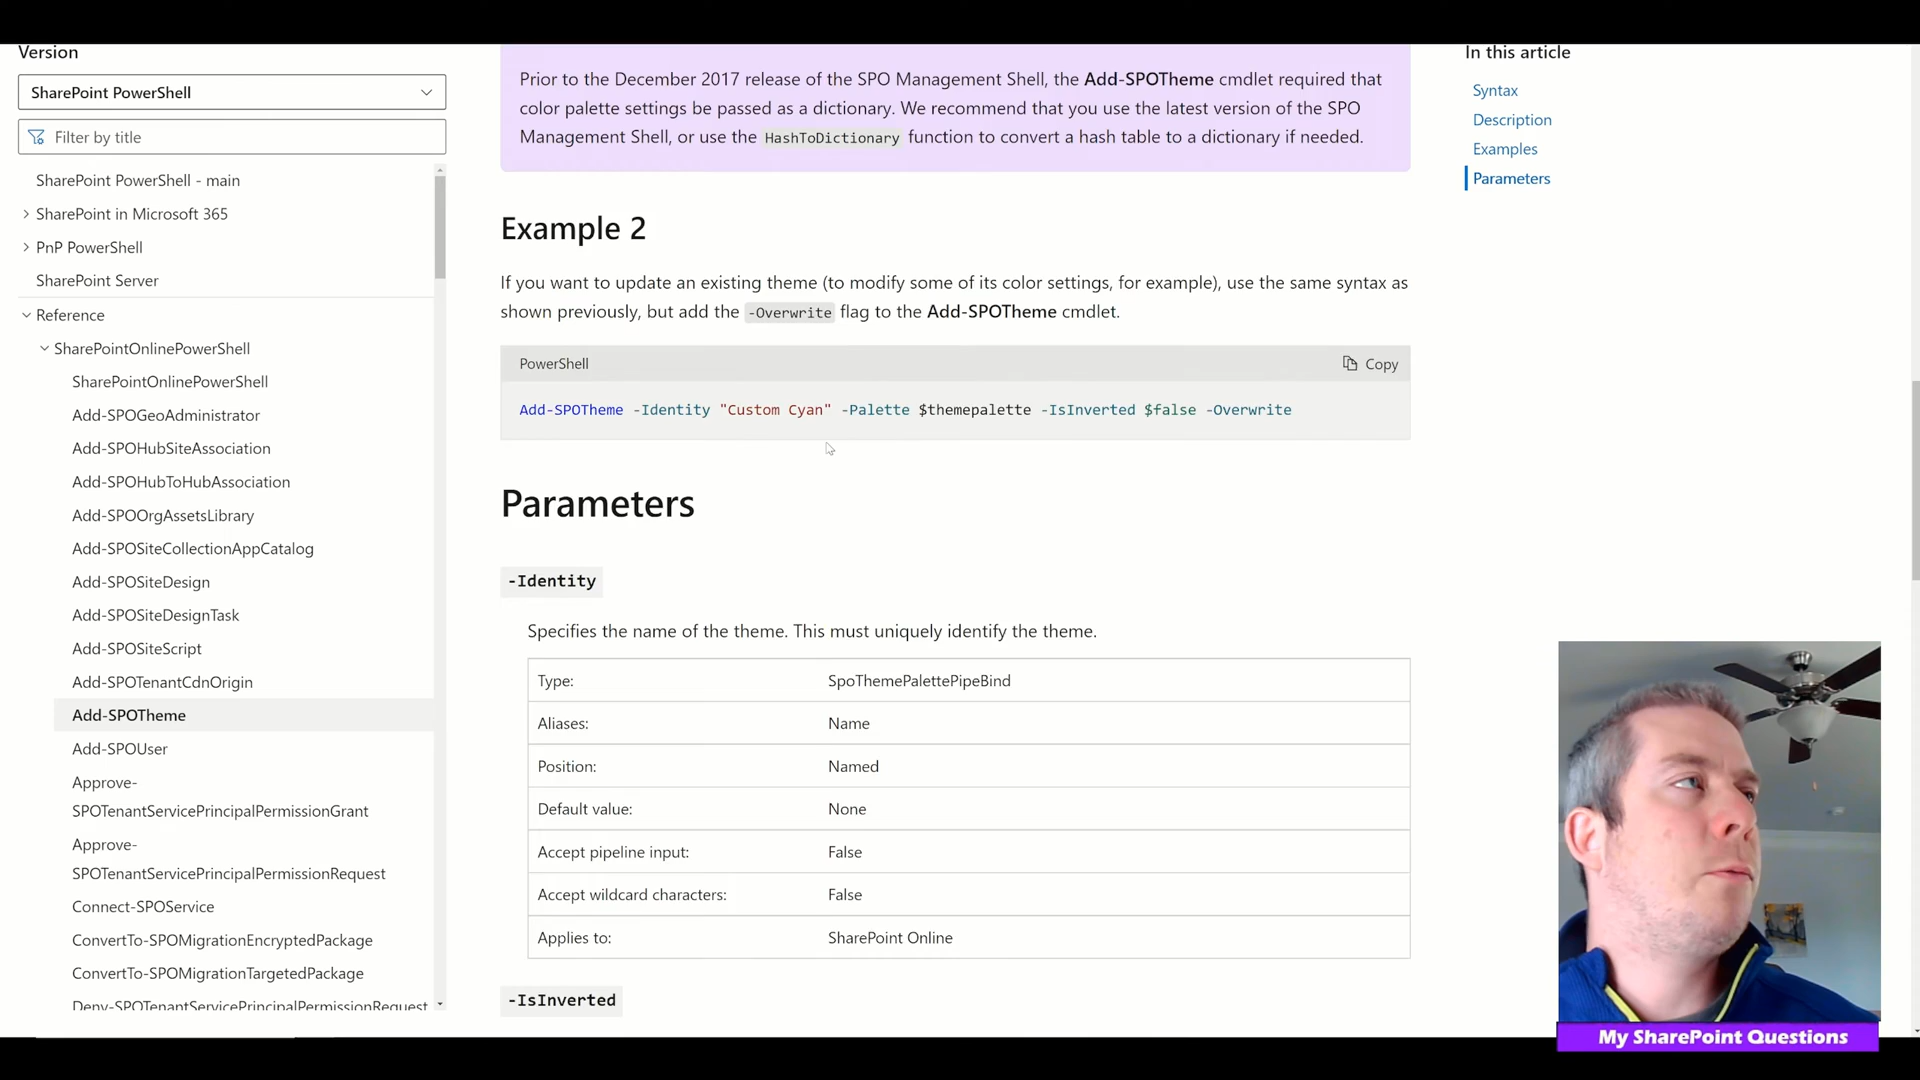 Version
SharePoint PowerShell
Filter by title
SharePoint PowerShell - main
SharePoint in Microsoft 365
PnP PowerShell
SharePoint Server
Reference
SharePointOnlinePowerShell
SharePointOnlinePowerShell
Add-SPOGeoAdministrator
Add-SPOHubSiteAssociation
Add-SPOHubToHubAssociation
Add-SPOOrgAssetsLibrary
Add-SPOSiteCollectionAppCatalog
Add-SPOSiteDesign
Add-SPOSiteDesignTask
Add-SPOSiteScript
Add-SPOTenantCdnOrigin
Add-SPOTheme
Add-SPOUser
Approve-
SPOTenantServicePrincipalPermissionGrant
Approve-
SPOTenantServicePrincipalPermissionRequest
Connect-SPOService
ConvertTo-SPOMigrationEncryptedPackage
ConvertTo-SPOMigrationTargetedPackage
Deny-SPOTenantServicePrincipalPermissionRequest
Prior to the December 2017 release of the SPO Management Shell, the Add-SPOTheme cmdlet required that
color palette settings be passed as a dictionary. We recommend that you use the latest version of the SPO
Management Shell, or use the HashToDictionary function to convert a hash table to a dictionary if needed.
Example 2
If you want to update an existing theme (to modify some of its color settings, for example), use the same syntax as
shown previously, but add the -Overwrite flag to the Add-SPOTheme cmdlet.
PowerShell
Copy
Add-SPOTheme -Identity "Custom Cyan" -Palette $themepalette -IsInverted $false -Overwrite
Parameters
-Identity
Specifies the name of the theme. This must uniquely identify the theme.
Type: SpoThemePalettePipeBind
Aliases: Name
Position: Named
Default value: None
Accept pipeline input: False
Accept wildcard characters: False
Applies to: SharePoint Online
-IsInverted
In this article
Syntax
Description
Examples
Parameters
My SharePoint Questions